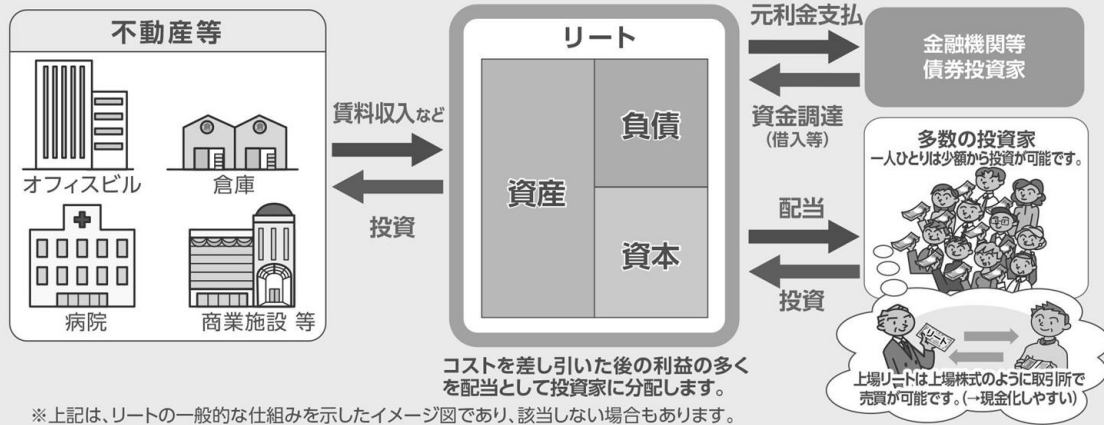 不動産等
オフィスビル
倉庫
病院
商業施設 等
賃料収入など
投資
リート
資産
負債
資本
コストを差し引いた後の利益の多く
を配当として投資家に分配します。
元利金支払
資金調達
(借入等)
金融機関等
債券投資家
配当
投資
多数の投資家
一人ひとりは少額から投資が可能です。
リート
上場リートは上場株式のように取引所で
売買が可能です。(→現金化しやすい)
※上記は、リートの一般的な仕組みを示したイメージ図であり、該当しない場合もあります。